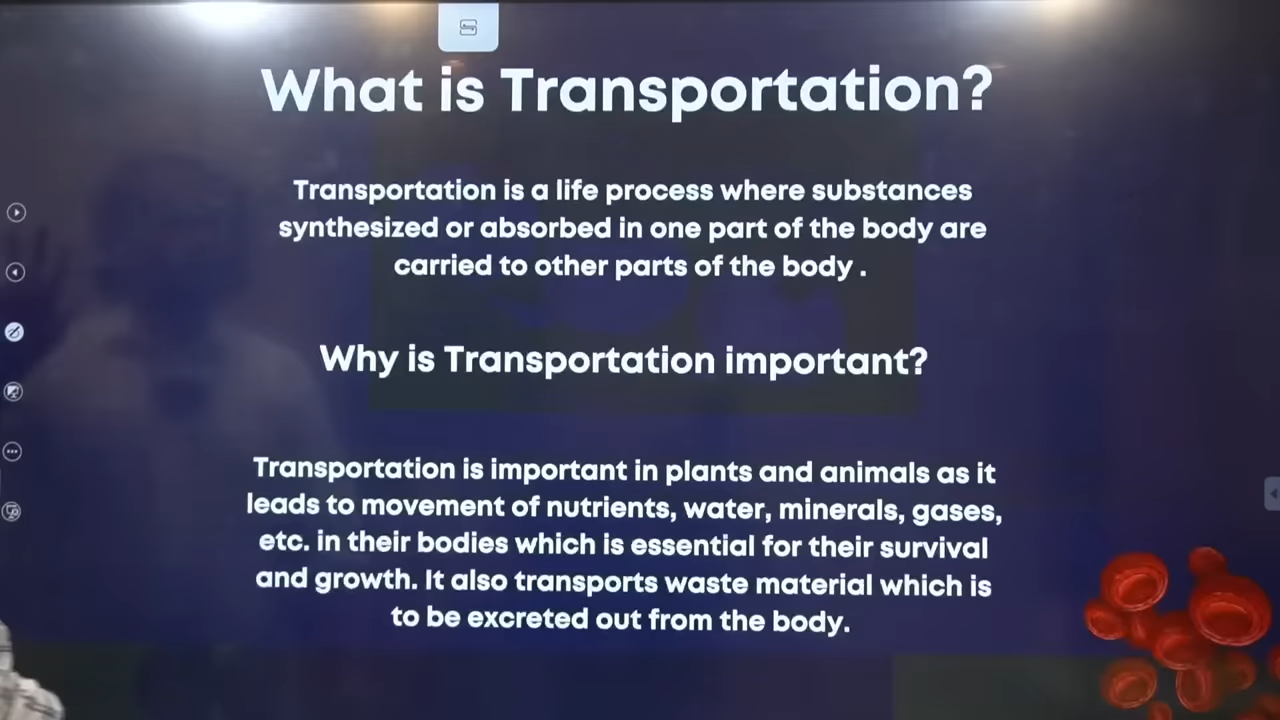 What is Transportation?
Transportation is a life process where substances
synthesized or absorbed in one part of the body are
carried to other parts of the body .
Why is Transportation important?
Transportation is important in plants and animals as it
leads to movement of nutrients, water, minerals, gases,
etc. in their bodies which is essential for their survival
and growth. It also transports waste material which is
to be excreted out from the body.